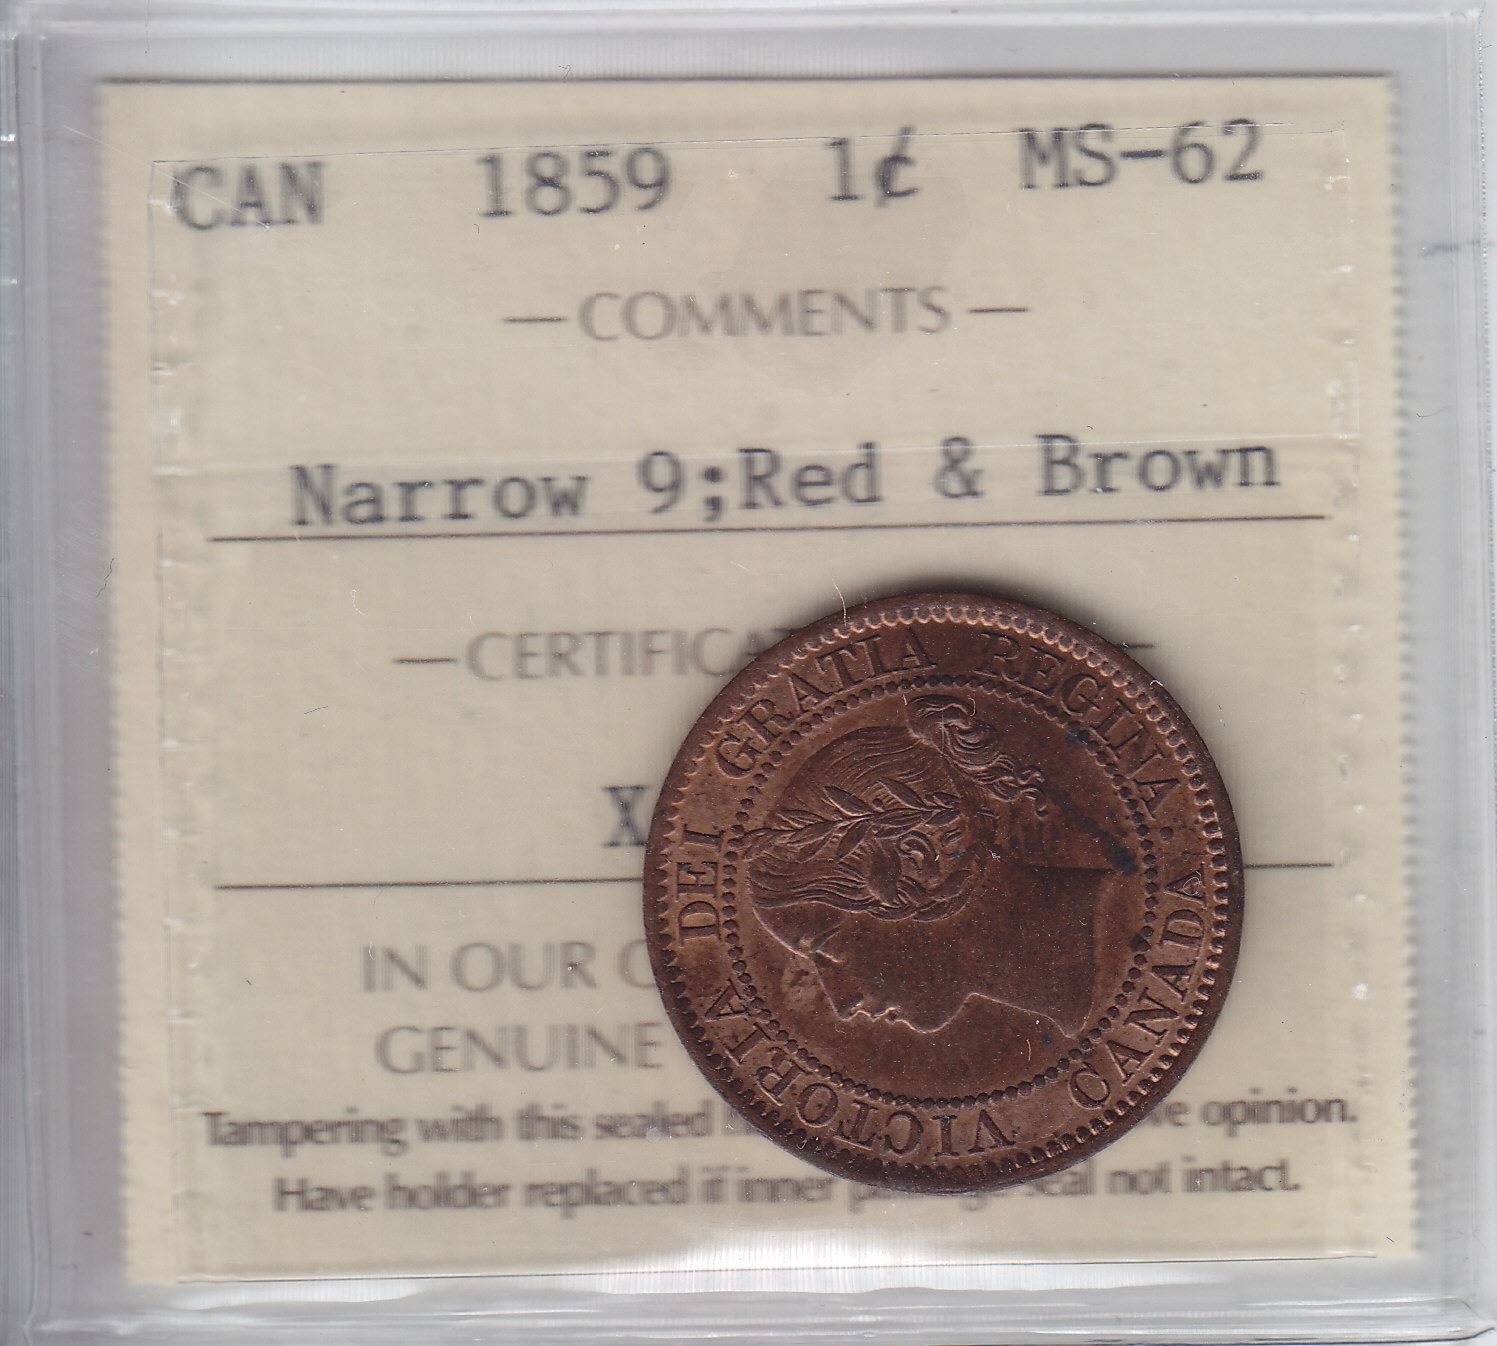 CAN 1859 1¢ MS-62
—COMMENTS—
Narrow 9;Red & Brown
—CERTIFICA —
X
IN OUR O
GENUINE
Tampering with this sealed ve opinion.
Have holder replaced if inner seal not intact.
VICTORIA DEI GRATIA REGINA. CANADA